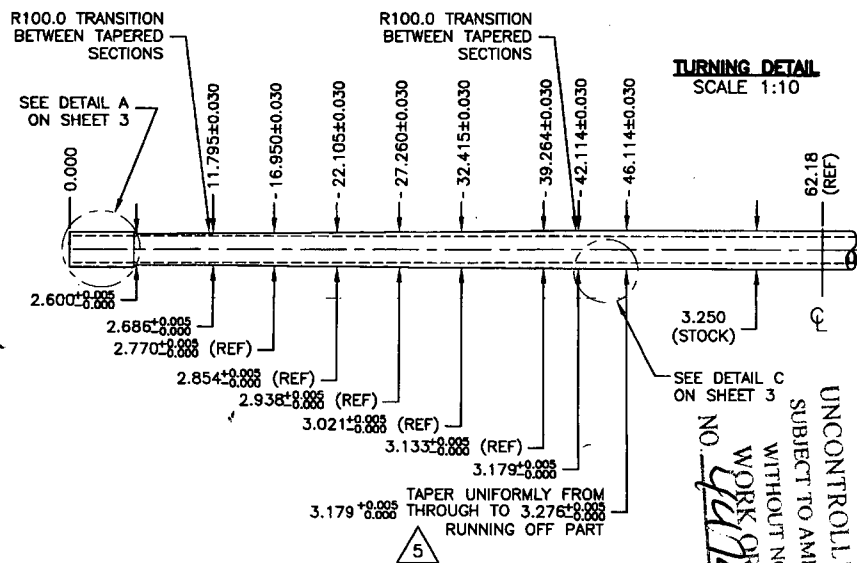 R100.0 TRANSITION
BETWEEN TAPERED
SECTIONS
R100.0 TRANSITION
BETWEEN TAPERED
SECTIONS
TURNING DETAIL
SCALE 1:10
SEE DETAIL A
ON SHEET 3
0.000
11.795±0.030
16.950±0.030
22.105±0.030
27.260±0.030
32.415±0.030
39.264±0.030
42.114±0.030
46.114±0.030
62.18
(REF)
2.600 +0.005 -0.000
2.686 +0.005 -0.000
2.770 +0.005 -0.000 (REF)
2.854 +0.005 -0.000 (REF)
2.938 +0.005 -0.000 (REF)
3.021 +0.005 -0.000 (REF)
3.133 +0.005 -0.000 (REF)
3.179 +0.005 -0.000
3.250
(STOCK)
℄
SEE DETAIL C
ON SHEET 3
TAPER UNIFORMLY FROM
3.179 +0.005 0.000 THROUGH TO 3.276 +0.005 -0.000
RUNNING OFF PART
5
UNCONTROLL
SUBJECT TO AM
WITHOUT NO
WORK OR
NO.